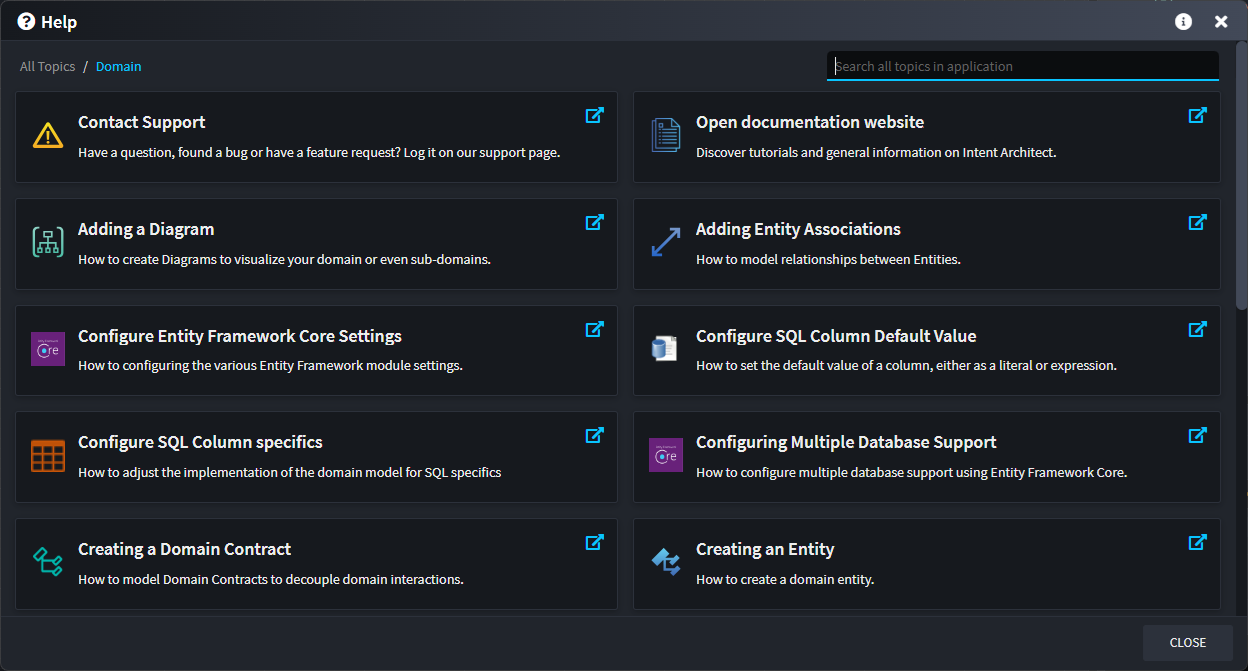 Help
All Topics / Domain
Search all topics in application
Contact Support
Have a question, found a bug or have a feature request? Log it on our support page.
Open documentation website
Discover tutorials and general information on Intent Architect.
Adding a Diagram
How to create Diagrams to visualize your domain or even sub-domains.
Adding Entity Associations
How to model relationships between Entities.
Configure Entity Framework Core Settings
How to configuring the various Entity Framework module settings.
Configure SQL Column Default Value
How to set the default value of a column, either as a literal or expression.
Configure SQL Column specifics
How to adjust the implementation of the domain model for SQL specifics
Configuring Multiple Database Support
How to configure multiple database support using Entity Framework Core.
Creating a Domain Contract
How to model Domain Contracts to decouple domain interactions.
Creating an Entity
How to create a domain entity.
CLOSE